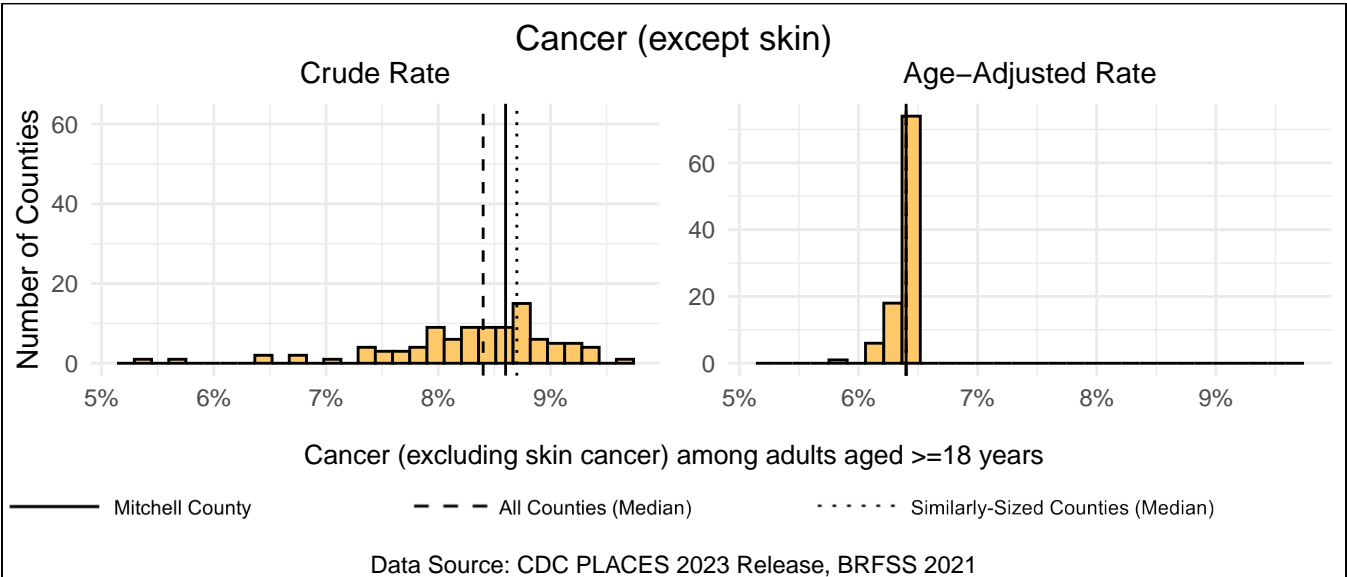 Cancer (except skin)
Crude Rate
Age−Adjusted Rate
Number of Counties
60
40
20
0
5%
6%
7%
8%
9%
60
40
20
0
5%
6%
7%
8%
9%
Cancer (excluding skin cancer) among adults aged >=18 years
Mitchell County
All Counties (Median)
Similarly-Sized Counties (Median)
Data Source: CDC PLACES 2023 Release, BRFSS 2021